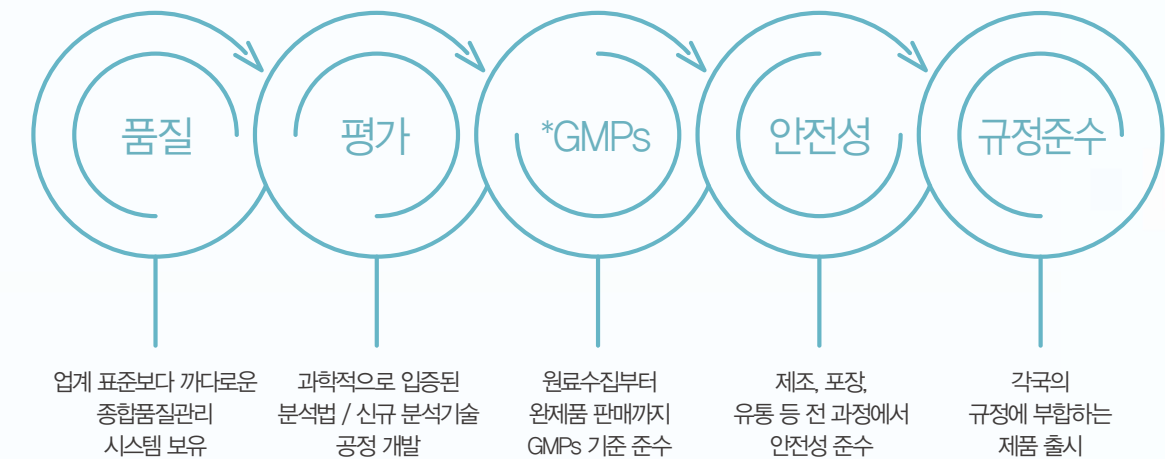 품질
평가
*GMPs
안전성
규정준수
업계 표준보다 까다로운
종합품질관리
시스템 보유
과학적으로 입증된
분석법 / 신규 분석기술
공정 개발
원료수집부터
완제품 판매까지
GMPs 기준 준수
제조, 포장,
유통 등 전 과정에서
안전성 준수
각국의
규정에 부합하는
제품 출시